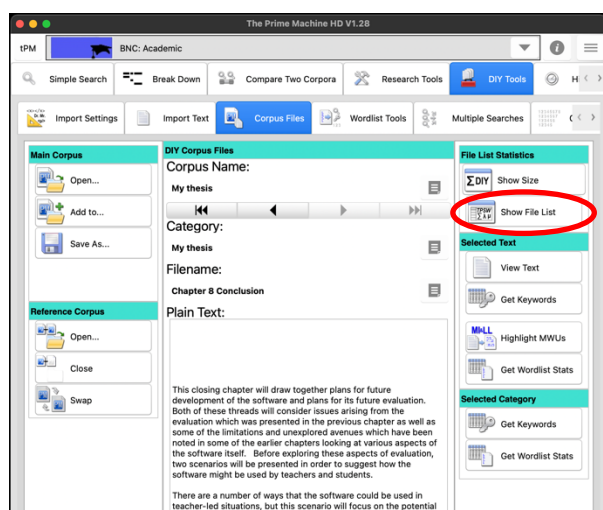 The Prime Machine HD V1.28
tPM
BNC: Academic
Simple Search
Break Down
Compare Two Corpora
Research Tools
DIY Tools
H
Import Settings
Import Text
Corpus Files
Wordlist Tools
Multiple Searches
Main Corpus
Open...
Add to...
Save As...
Reference Corpus
Open...
Close
Swap
DIY Corpus Files
Corpus Name:
My thesis
Category:
My thesis
Filename:
Chapter 8 Conclusion
Plain Text:
This closing chapter will draw together plans for future
development of the software and plans for its future evaluation.
Both of these threads will consider issues arising from the
evaluation which was presented in the previous chapter as well as
some of the limitations and unexplored avenues which have been
noted in some of the earlier chapters looking at various aspects of
the software itself. Before exploring these aspects of evaluation,
two scenarios will be presented in order to suggest how the
software might be used by teachers and students.
There are a number of ways that the software could be used in
teacher-led situations, but this scenario will focus on the potential
File List Statistics
ΣDIY Show Size
Show File List
Selected Text
View Text
Get Keywords
Highlight MWUs
Get Wordlist Stats
Selected Category
Get Keywords
Get Wordlist Stats